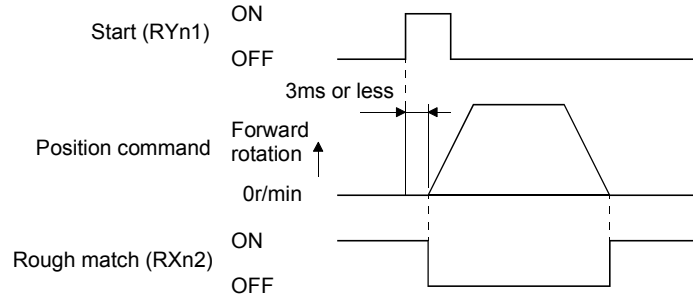 ON
Start (RYn1)
OFF
3ms or less
Forward
rotation
Position command
0r/min
ON
Rough match (RXn2)
OFF